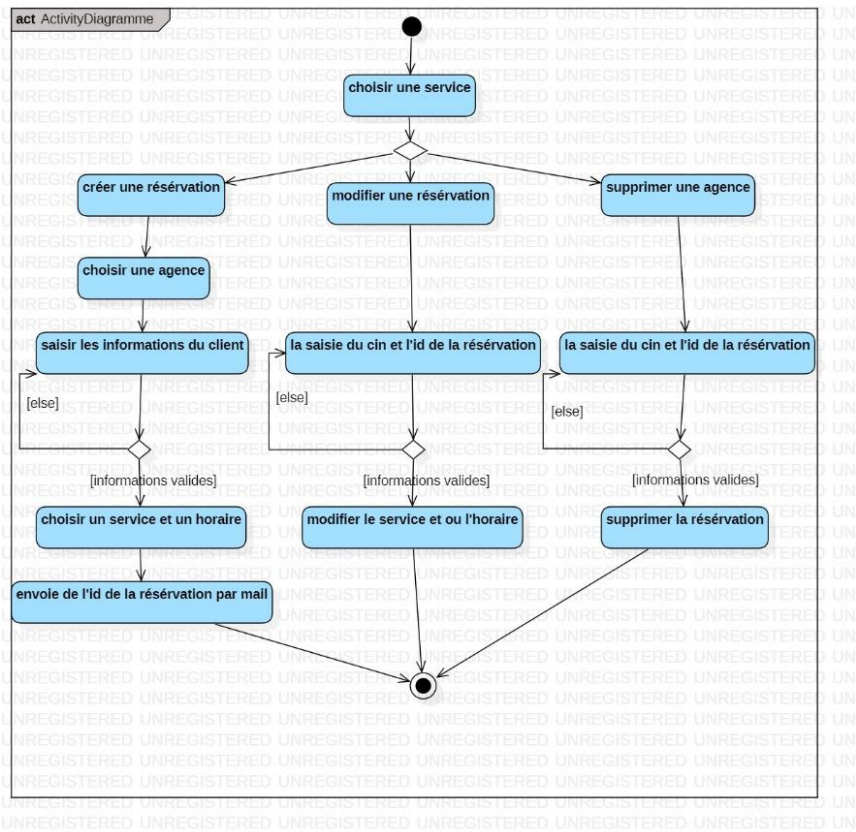 act ActivityDiagramme
choisir une service
créer une résérvation
modifier une résérvation
supprimer une agence
choisir une agence
saisir les informations du client
la saisie du cin et l'id de la résérvation
la saisie du cin et l'id de la résérvation
[else]
[else]
[else]
[informations valides]
[informations valides]
[informations valides]
choisir un service et un horaire
modifier le service et ou l'horaire
supprimer la résérvation
envoie de l'id de la résérvation par mail
UNREGISTERED